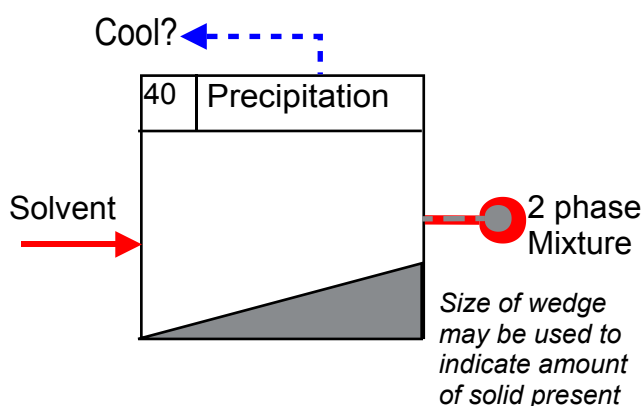 Cool?
40 Precipitation
Solvent
2 phase
Mixture
Size of wedge
may be used to
indicate amount
of solid present